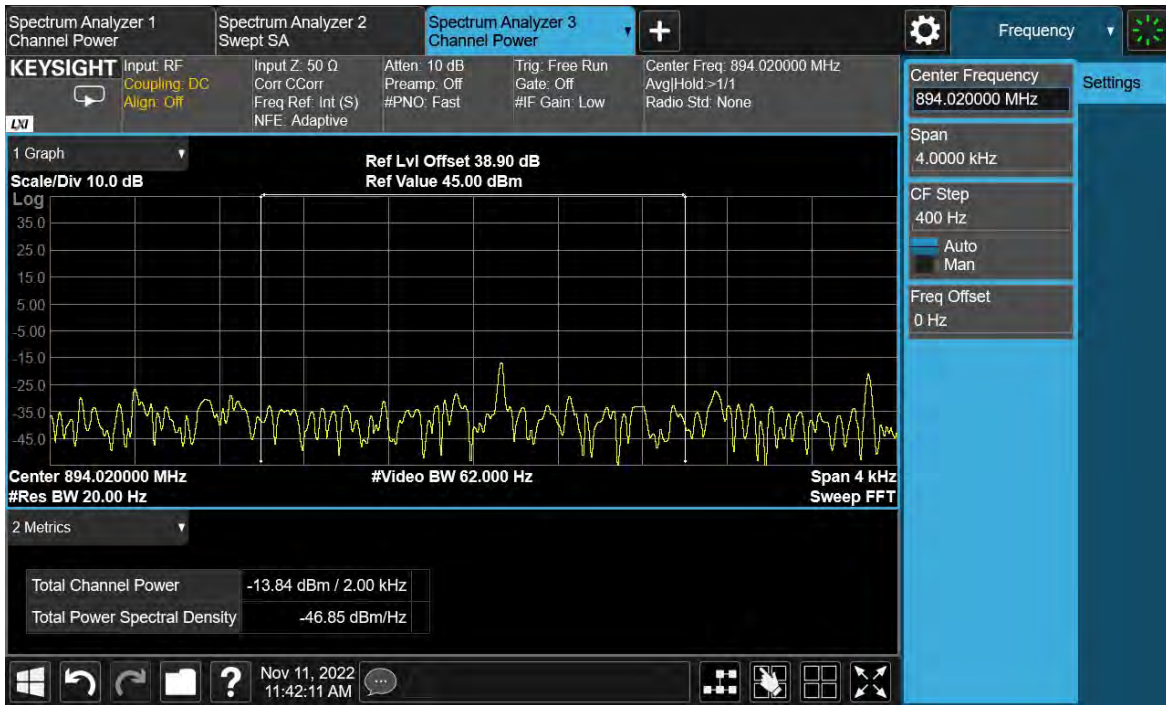 Spectrum Analyzer 1
Channel Power
Spectrum Analyzer 2
Swept SA
Spectrum Analyzer 3
Channel Power
Frequency
KEYSIGHT
LXI
Input: RF
Coupling: DC
Align: Off
Input Z: 50 Ω
Corr CCorr
Freq Ref: Int (S)
NFE: Adaptive
Atten: 10 dB
Preamp: Off
#PNO: Fast
Trig: Free Run
Gate: Off
#IF Gain: Low
Center Freq: 894.020000 MHz
Avg|Hold:>1/1
Radio Std: None
Center Frequency
894.020000 MHz
Settings
Span
4.0000 kHz
CF Step
400 Hz
Auto
Man
Freq Offset
0 Hz
1 Graph
Scale/Div 10.0 dB
Ref Lvl Offset 38.90 dB
Ref Value 45.00 dBm
Log
35.0
25.0
15.0
5.00
-5.00
-15.0
-25.0
-35.0
-45.0
Center 894.020000 MHz
#Video BW 62.000 Hz
Span 4 kHz
#Res BW 20.00 Hz
Sweep FFT
2 Metrics
Total Channel Power -13.84 dBm / 2.00 kHz
Total Power Spectral Density -46.85 dBm/Hz
?
Nov 11, 2022
11:42:11 AM